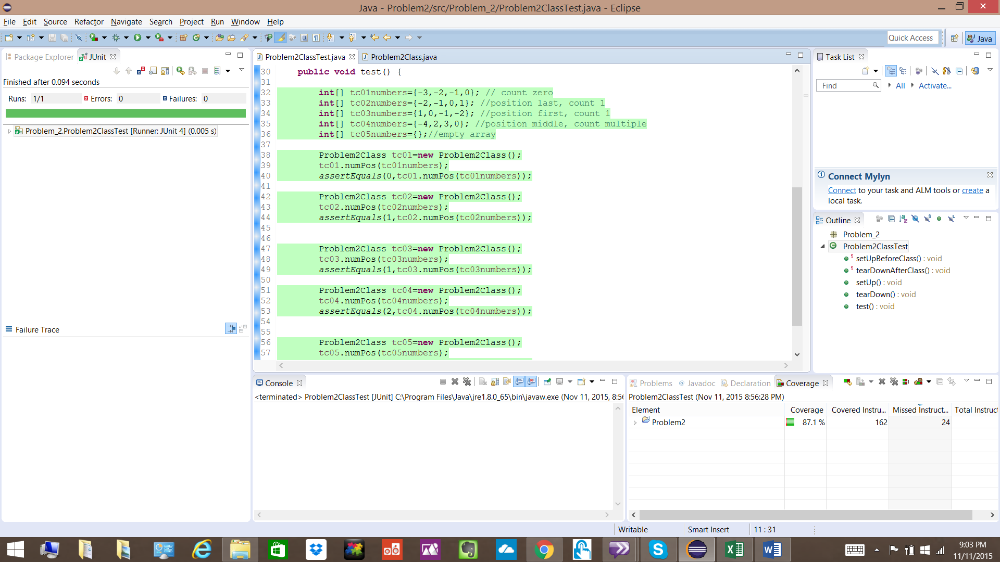 Java - Problem2/src/Problem_2/Problem2ClassTest.java - Eclipse
File Edit Source Refactor Navigate Search Project Run Window Help
Quick Access
Java
Package Explorer JUnit
Finished after 0.094 seconds
Runs: 1/1 Errors: 0 Failures: 0
Problem_2.Problem2ClassTest [Runner: JUnit 4] (0.005 s)
Failure Trace
Problem2ClassTest.java Problem2Class.java
30 public void test() {
31
32 int[] tc01numbers={-3,-2,-1,0}; // count zero
33 int[] tc02numbers={-2,-1,0,1}; //position last, count 1
34 int[] tc03numbers={1,0,-1,-2}; //position first, count 1
35 int[] tc04numbers={-4,2,3,0}; //position middle, count multiple
36 int[] tc05numbers={};//empty array
37
38 Problem2Class tc01=new Problem2Class();
39 tc01.numPos(tc01numbers);
40 assertEquals(0,tc01.numPos(tc01numbers));
41
42 Problem2Class tc02=new Problem2Class();
43 tc02.numPos(tc02numbers);
44 assertEquals(1,tc02.numPos(tc02numbers));
45
46
47 Problem2Class tc03=new Problem2Class();
48 tc03.numPos(tc03numbers);
49 assertEquals(1,tc03.numPos(tc03numbers));
50
51 Problem2Class tc04=new Problem2Class();
52 tc04.numPos(tc04numbers);
53 assertEquals(2,tc04.numPos(tc04numbers));
54
55
56 Problem2Class tc05=new Problem2Class();
57 tc05.numPos(tc05numbers);
Task List
Find All Activate...
Connect Mylyn
Connect to your task and ALM tools or create a
local task.
Outline
Problem_2
Problem2ClassTest
setUpBeforeClass() : void
tearDownAfterClass() : void
setUp() : void
tearDown() : void
test() : void
Console
<terminated> Problem2ClassTest [JUnit] C:\Program Files\Java\jre1.8.0_65\bin\javaw.exe (Nov 11, 2015, 8:56
Problems Javadoc Declaration Coverage
Problem2ClassTest (Nov 11, 2015 8:56:28 PM)
Element Coverage Covered Instru... Missed Instruct... Total Instruct
Problem2 87.1 % 162 24
Writable Smart Insert 11 : 31
9:03 PM
11/11/2015